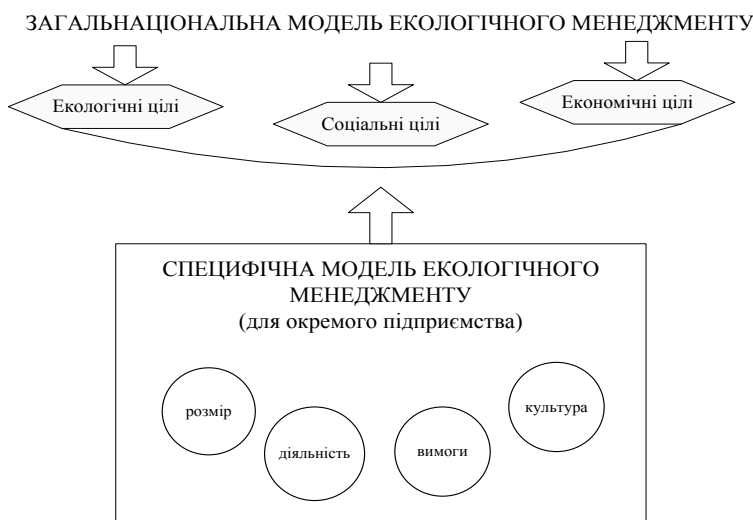 ЗАГАЛЬНАЦІОНАЛЬНА МОДЕЛЬ ЕКОЛОГІЧНОГО МЕНЕДЖМЕНТУ
Екологічні цілі
Соціальні цілі
Економічні цілі
СПЕЦИФІЧНА МОДЕЛЬ ЕКОЛОГІЧНОГО
МЕНЕДЖМЕНТУ
(для окремого підприємства)
розмір
діяльність
вимоги
культура